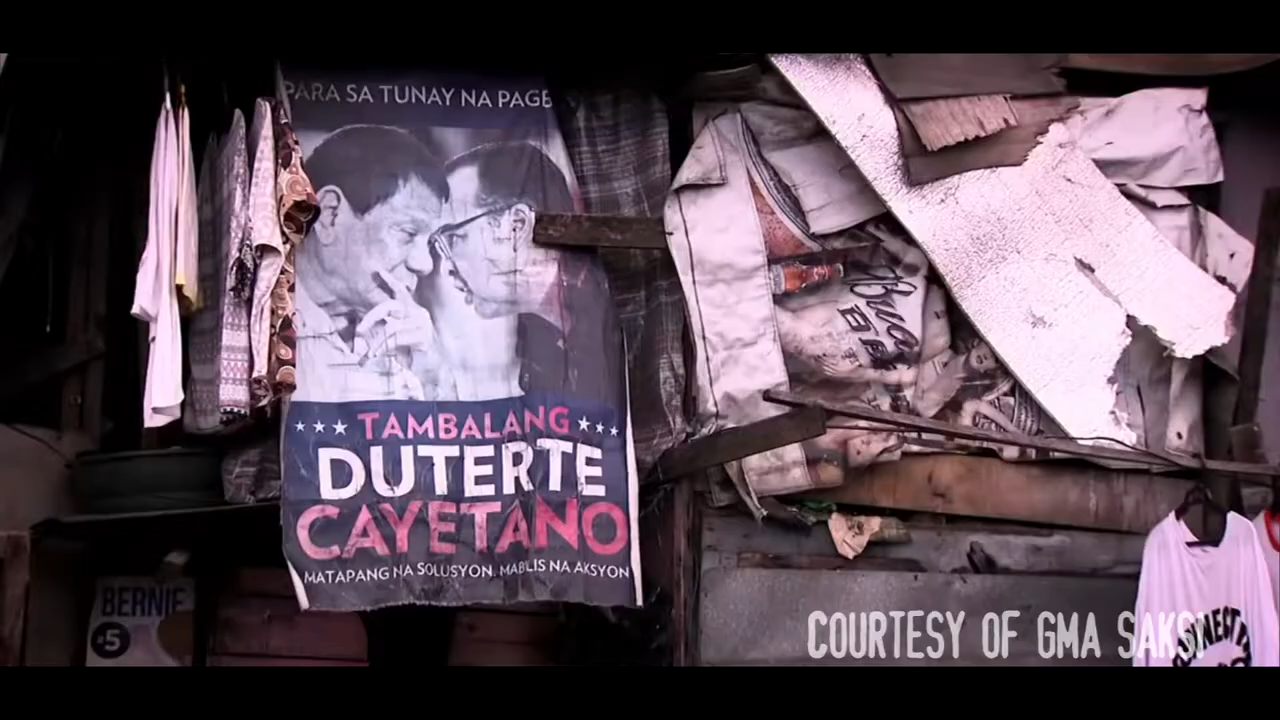 PARA SA TUNAY NA PAGB
TAMBALANG
DUTERTE
CAYETANO
MATAPANG NA SOLUSYON. MABILIS NA AKSYON
BERNIE
#5
COURTESY OF GMA SAKSI